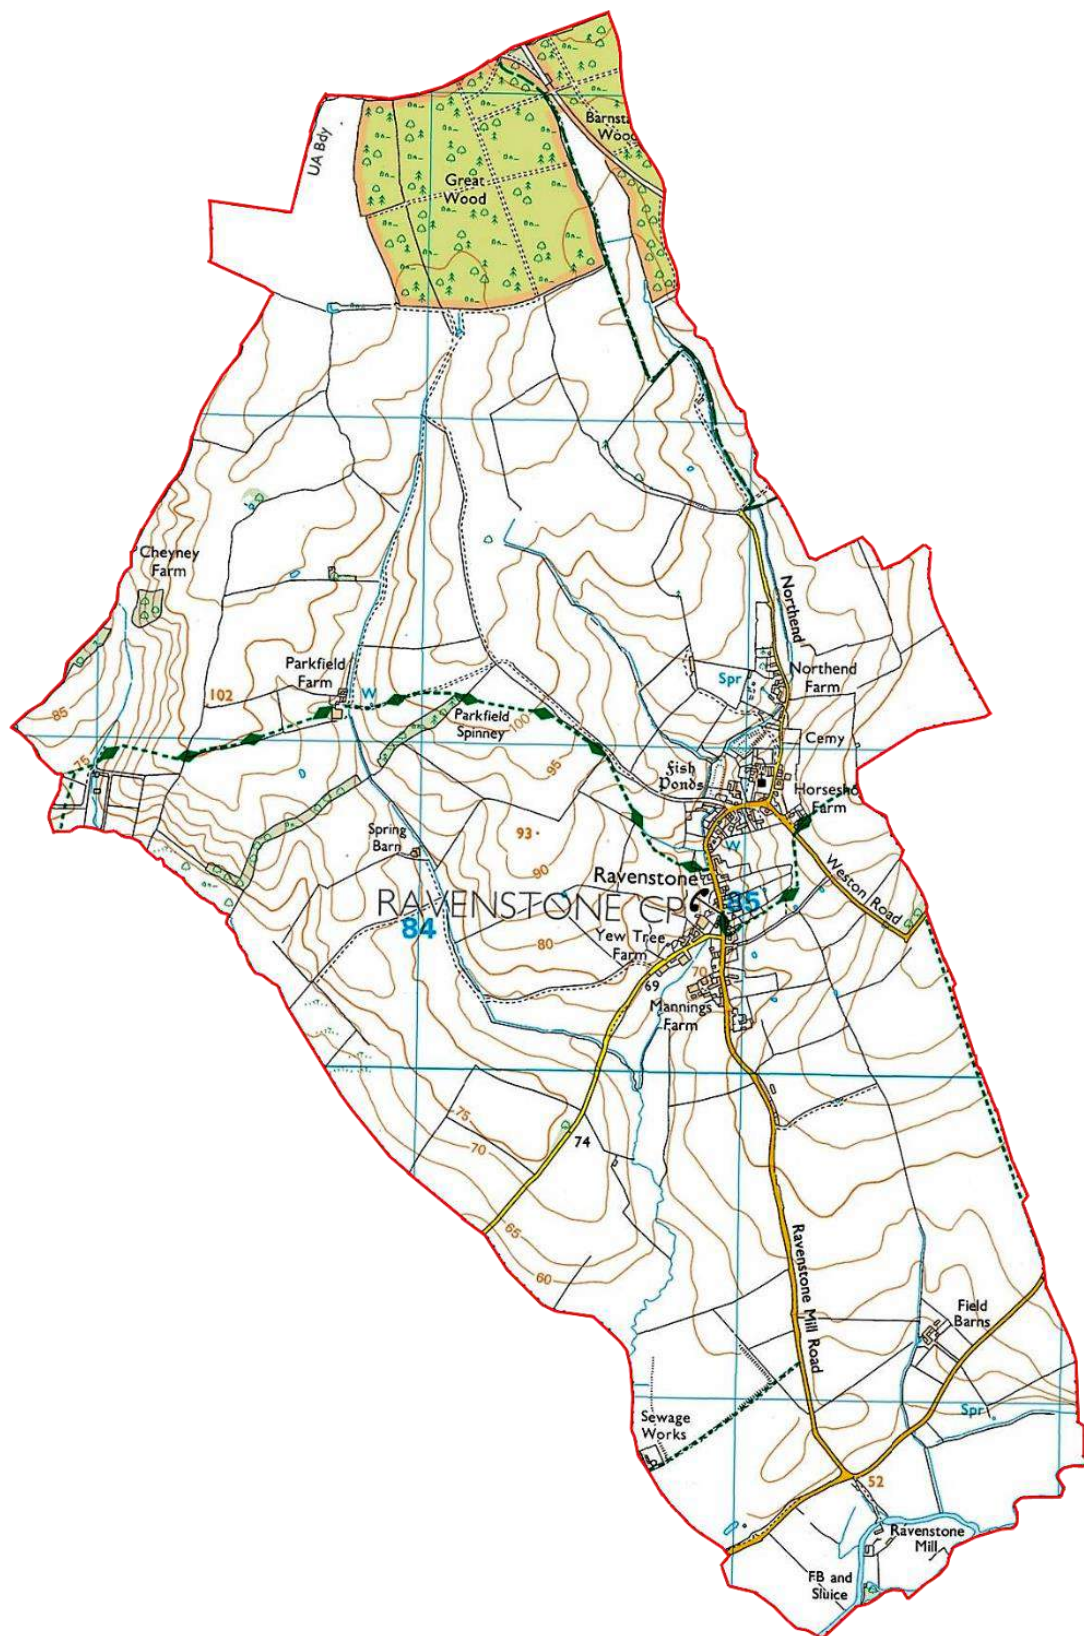 Barnsta
Wood
UA Bdy
Great
Wood
Cheyney
Farm
Northend
Parkfield
Farm
W
102
Spr
Northend
Farm
85
Parkfield
Spinney
100
Cemy
75
95
Fish
Ponds
Horsesho
Farm
Spring
Barn
93
W
90
Weston Road
Ravenstone
RAVENSTONE CP
85
84
80
Yew Tree
Farm
70
69
Mannings
Farm
75
74
70
65
60
Ravenstone Mill Road
Field
Barns
Spr
Sewage
Works
52
Ravenstone
Mill
FB and
Sluice